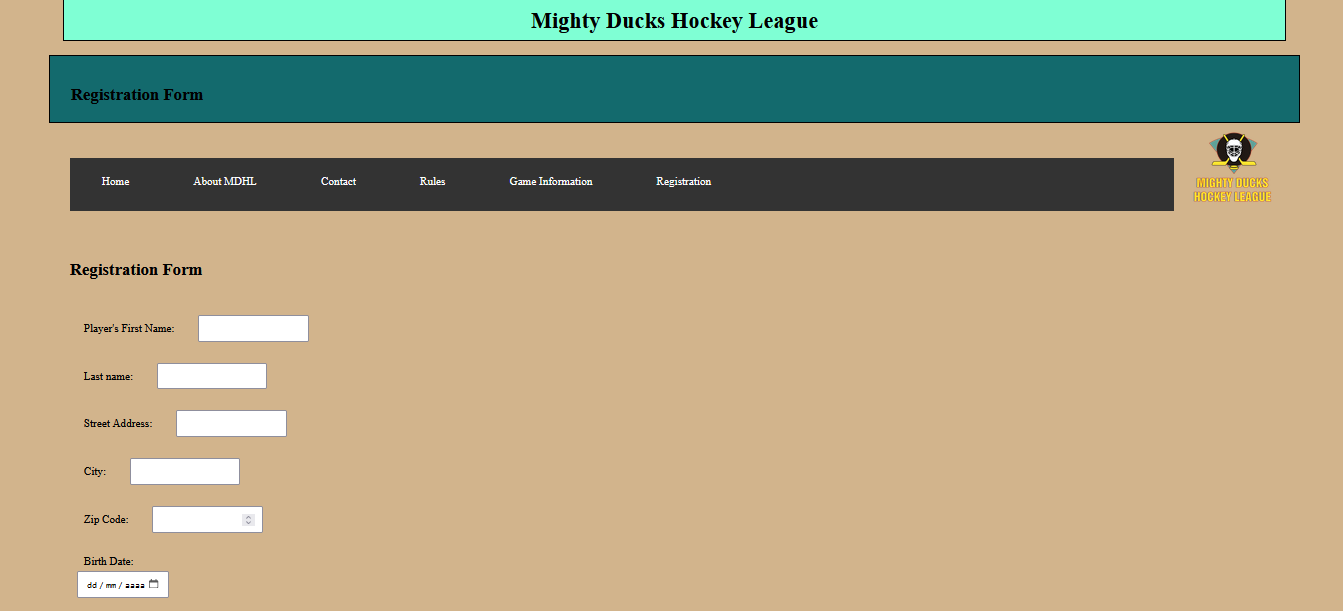 Mighty Ducks Hockey League
Registration Form
Home About MDHL Contact Rules Game Information Registration
MIGHTY DUCKS
HOCKEY LEAGUE
Registration Form
Player's First Name:
Last name:
Street Address:
City:
Zip Code:
Birth Date:
dd / mm / aaaa